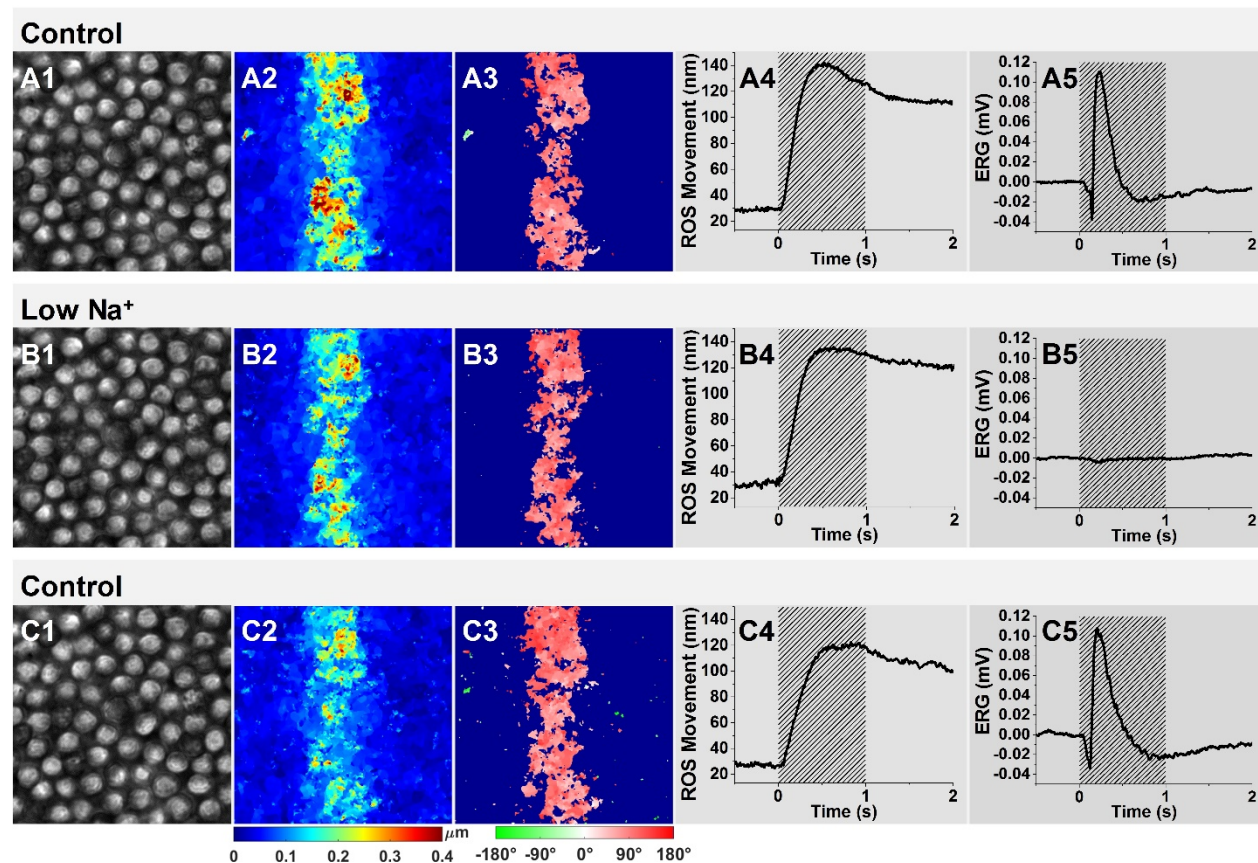 Control
A1 A2 A3 A4 A5
ROS Movement (nm)
140
120
100
80
60
40
20
0 1 2
Time (s)
ERG (mV)
0.12
0.10
0.08
0.06
0.04
0.02
0.00
-0.02
-0.04
0 1 2
Time (s)
Low Na⁺
B1 B2 B3 B4 B5
ROS Movement (nm)
140
120
100
80
60
40
20
0 1 2
Time (s)
ERG (mV)
0.12
0.10
0.08
0.06
0.04
0.02
0.00
-0.02
-0.04
0 1 2
Time (s)
Control
C1 C2 C3 C4 C5
ROS Movement (nm)
140
120
100
80
60
40
20
0 1 2
Time (s)
ERG (mV)
0.12
0.10
0.08
0.06
0.04
0.02
0.00
-0.02
-0.04
0 1 2
Time (s)
μm
0 0.1 0.2 0.3 0.4
-180° -90° 0° 90° 180°